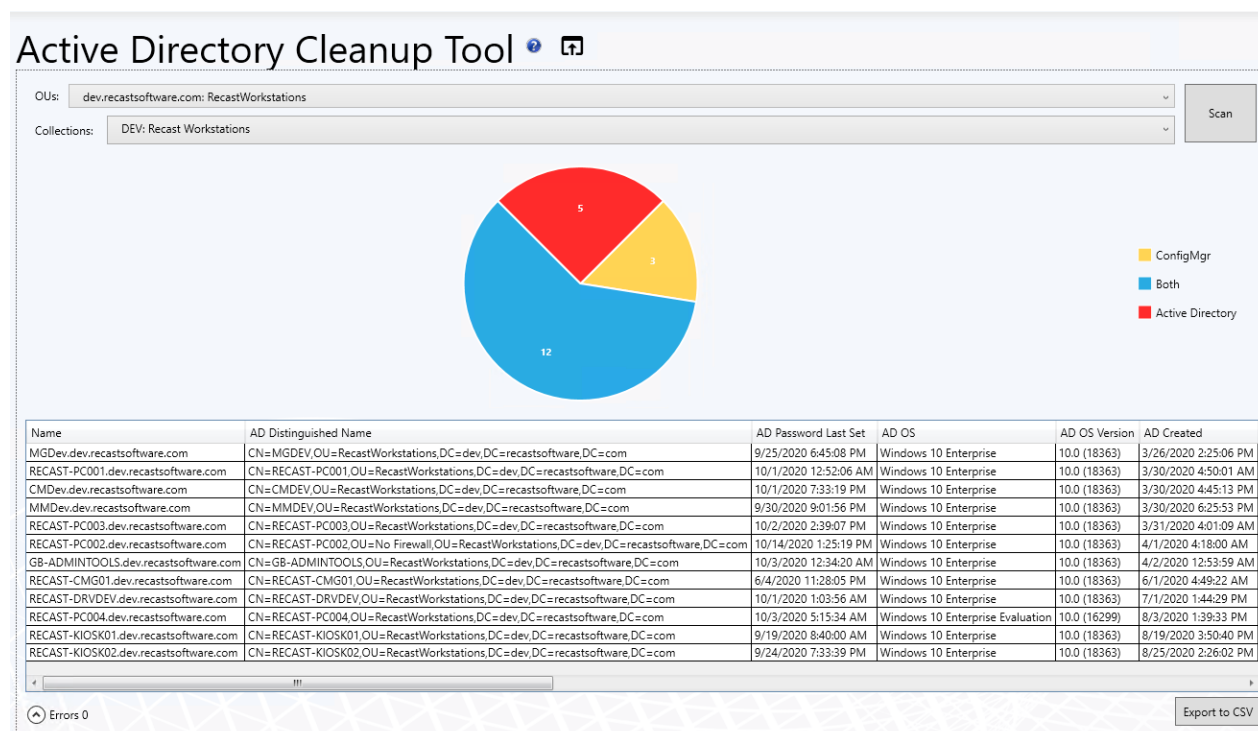 Active Directory Cleanup Tool
OUs: dev.recastsoftware.com: RecastWorkstations
Scan
Collections: DEV: Recast Workstations
5
3
12
ConfigMgr
Both
Active Directory
Name AD Distinguished Name AD Password Last Set AD OS AD OS Version AD Created
MGDev.dev.recastsoftware.com CN=MGDEV,OU=RecastWorkstations,DC=dev,DC=recastsoftware,DC=com 9/25/2020 6:45:08 PM Windows 10 Enterprise 10.0 (18363) 3/26/2020 2:25:06 PM
RECAST-PC001.dev.recastsoftware.com CN=RECAST-PC001,OU=RecastWorkstations,DC=dev,DC=recastsoftware,DC=com 10/1/2020 12:52:06 AM Windows 10 Enterprise 10.0 (18363) 3/30/2020 4:50:01 AM
CMDev.dev.recastsoftware.com CN=CMDEV,OU=RecastWorkstations,DC=dev,DC=recastsoftware,DC=com 10/1/2020 7:33:19 PM Windows 10 Enterprise 10.0 (18363) 3/30/2020 4:45:13 PM
MMDev.dev.recastsoftware.com CN=MMDEV,OU=RecastWorkstations,DC=dev,DC=recastsoftware,DC=com 9/30/2020 9:01:56 PM Windows 10 Enterprise 10.0 (18363) 3/30/2020 6:25:53 PM
RECAST-PC003.dev.recastsoftware.com CN=RECAST-PC003,OU=RecastWorkstations,DC=dev,DC=recastsoftware,DC=com 10/2/2020 2:39:07 PM Windows 10 Enterprise 10.0 (18363) 3/31/2020 4:01:09 AM
RECAST-PC002.dev.recastsoftware.com CN=RECAST-PC002,OU=No Firewall,OU=RecastWorkstations,DC=dev,DC=recastsoftware,DC=com 10/14/2020 1:25:19 PM Windows 10 Enterprise 10.0 (18363) 4/1/2020 4:18:00 AM
GB-ADMINTOOLS.dev.recastsoftware.com CN=GB-ADMINTOOLS,OU=RecastWorkstations,DC=dev,DC=recastsoftware,DC=com 10/3/2020 12:34:20 AM Windows 10 Enterprise 10.0 (18363) 4/2/2020 12:53:59 AM
RECAST-CMG01.dev.recastsoftware.com CN=RECAST-CMG01,OU=RecastWorkstations,DC=dev,DC=recastsoftware,DC=com 6/4/2020 11:28:05 PM Windows 10 Enterprise 10.0 (18363) 6/1/2020 4:49:22 AM
RECAST-DRVDEV.dev.recastsoftware.com CN=RECAST-DRVDEV,OU=RecastWorkstations,DC=dev,DC=recastsoftware,DC=com 10/1/2020 1:03:56 AM Windows 10 Enterprise 10.0 (18363) 7/1/2020 1:44:29 PM
RECAST-PC004.dev.recastsoftware.com CN=RECAST-PC004,OU=RecastWorkstations,DC=dev,DC=recastsoftware,DC=com 10/3/2020 5:15:34 AM Windows 10 Enterprise Evaluation 10.0 (16299) 8/3/2020 1:39:33 PM
RECAST-KIOSK01.dev.recastsoftware.com CN=RECAST-KIOSK01,OU=RecastWorkstations,DC=dev,DC=recastsoftware,DC=com 9/19/2020 8:40:00 AM Windows 10 Enterprise 10.0 (18363) 8/19/2020 3:50:40 PM
RECAST-KIOSK02.dev.recastsoftware.com CN=RECAST-KIOSK02,OU=RecastWorkstations,DC=dev,DC=recastsoftware,DC=com 9/24/2020 7:33:39 PM Windows 10 Enterprise 10.0 (18363) 8/25/2020 2:26:02 PM
Errors 0
Export to CSV